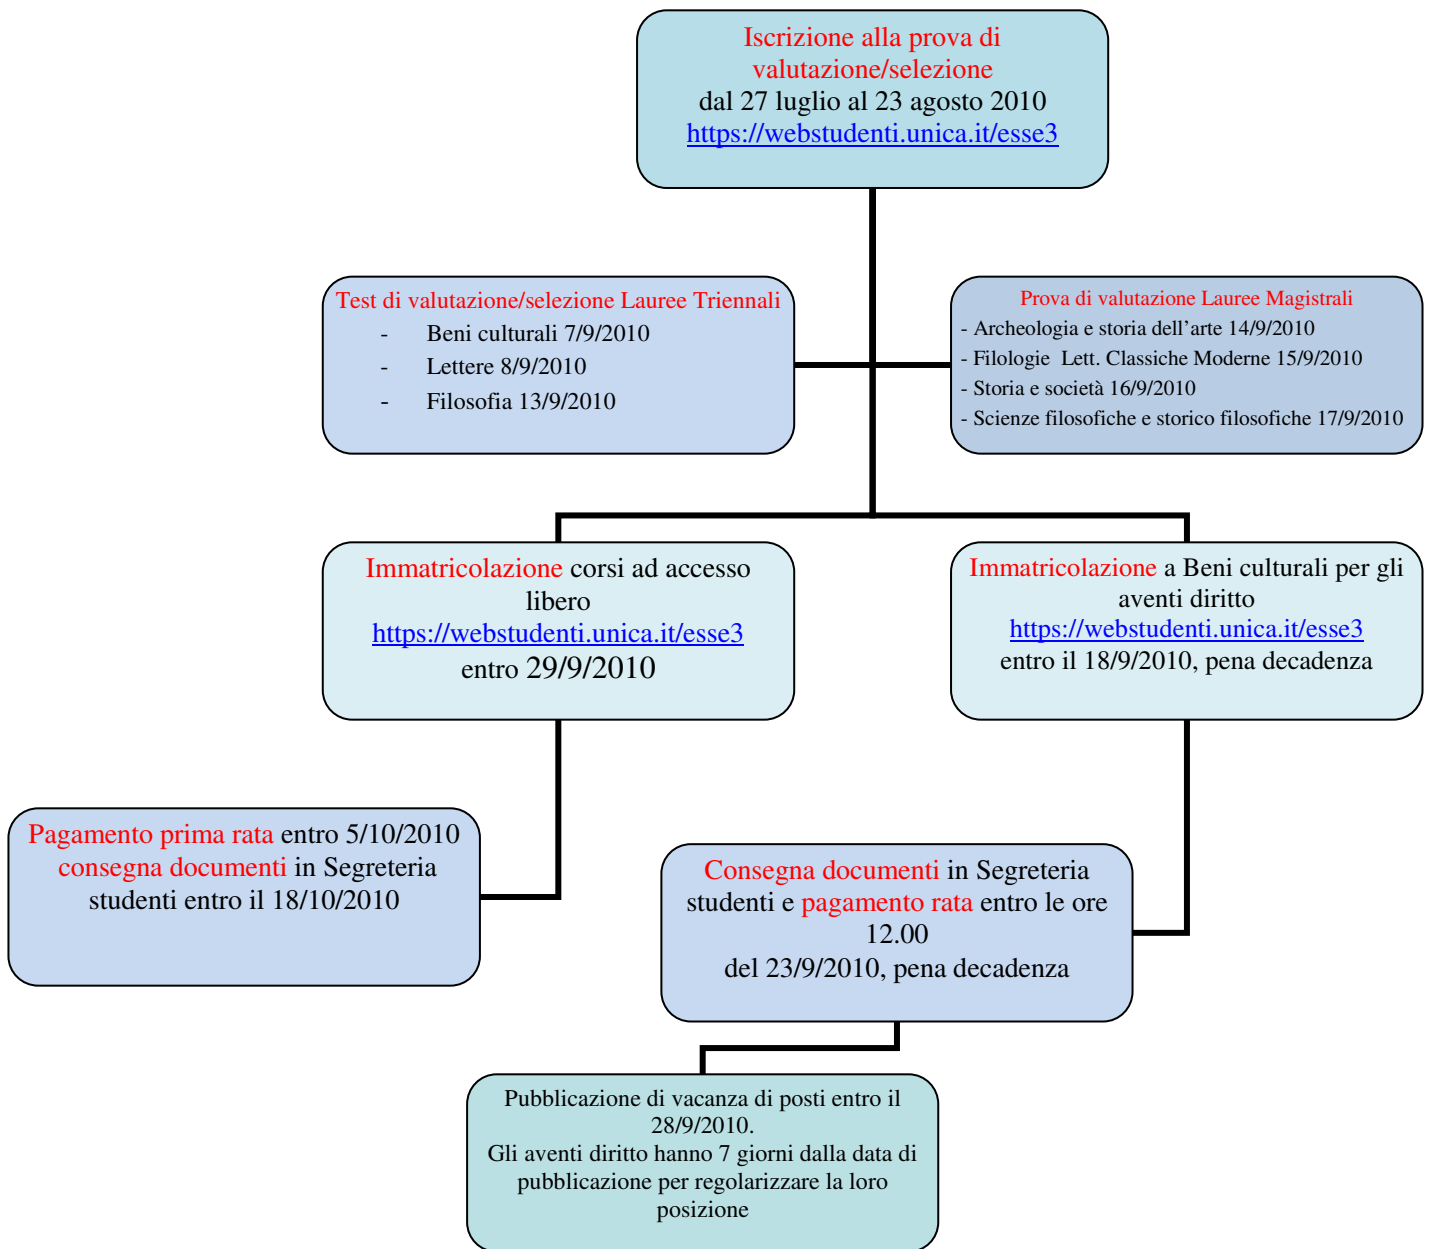 Iscrizione alla prova di
valutazione/selezione
dal 27 luglio al 23 agosto 2010
https://webstudenti.unica.it/esse3
Test di valutazione/selezione Lauree Triennali
- Beni culturali 7/9/2010
- Lettere 8/9/2010
- Filosofia 13/9/2010
Prova di valutazione Lauree Magistrali
- Archeologia e storia dell’arte 14/9/2010
- Filologie Lett. Classiche Moderne 15/9/2010
- Storia e società 16/9/2010
- Scienze filosofiche e storico filosofiche 17/9/2010
Immatricolazione corsi ad accesso
libero
https://webstudenti.unica.it/esse3
entro 29/9/2010
Immatricolazione a Beni culturali per gli
aventi diritto
https://webstudenti.unica.it/esse3
entro il 18/9/2010, pena decadenza
Pagamento prima rata entro 5/10/2010
consegna documenti in Segreteria
studenti entro il 18/10/2010
Consegna documenti in Segreteria
studenti e pagamento rata entro le ore
12.00
del 23/9/2010, pena decadenza
Pubblicazione di vacanza di posti entro il
28/9/2010.
Gli aventi diritto hanno 7 giorni dalla data di
pubblicazione per regolarizzare la loro
posizione